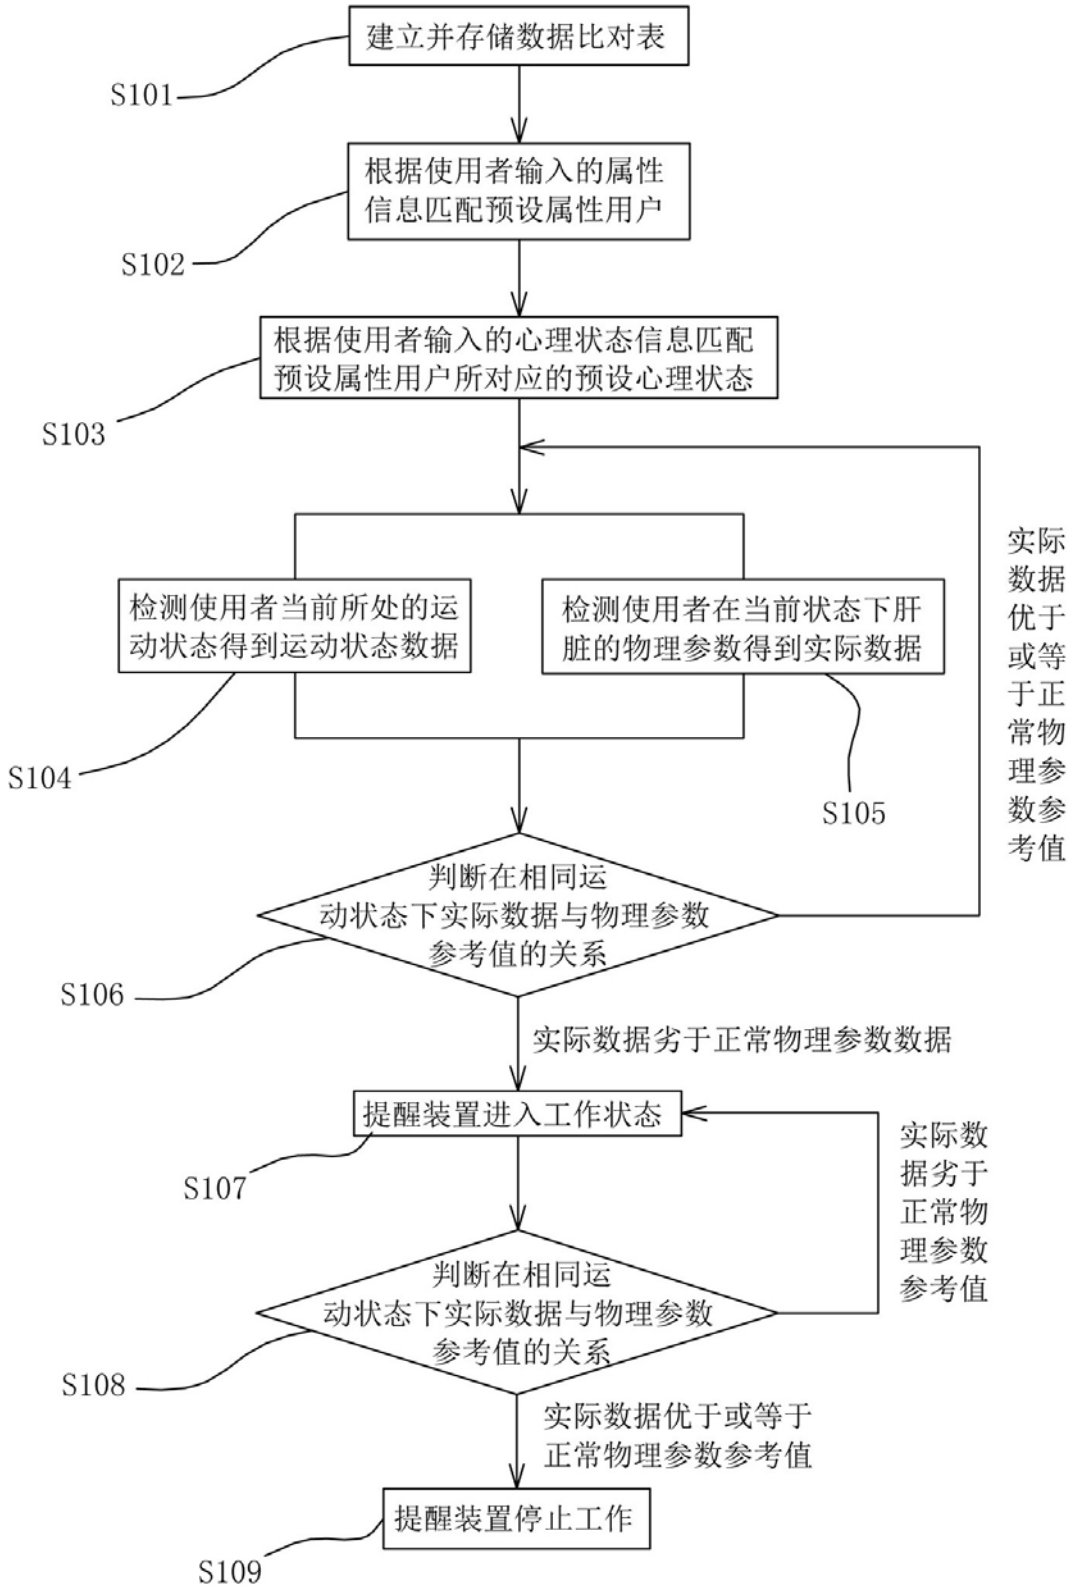 建立并存储数据比对表
S101
根据使用者输入的属性
信息匹配预设属性用户
S102
根据使用者输入的心理状态信息匹配
预设属性用户所对应的预设心理状态
S103
检测使用者当前所处的运
动状态得到运动状态数据
S104
检测使用者在当前状态下肝
脏的物理参数得到实际数据
S105
实际
数据
优于
或等
于正
常物
理参
数参
考值
判断在相同运
动状态下实际数据与物理参数
参考值的关系
S106
实际数据劣于正常物理参数数据
提醒装置进入工作状态
S107
实际数
据劣于
正常物
理参数
参考值
判断在相同运
动状态下实际数据与物理参数
参考值的关系
S108
实际数据优于或等于
正常物理参数参考值
提醒装置停止工作
S109